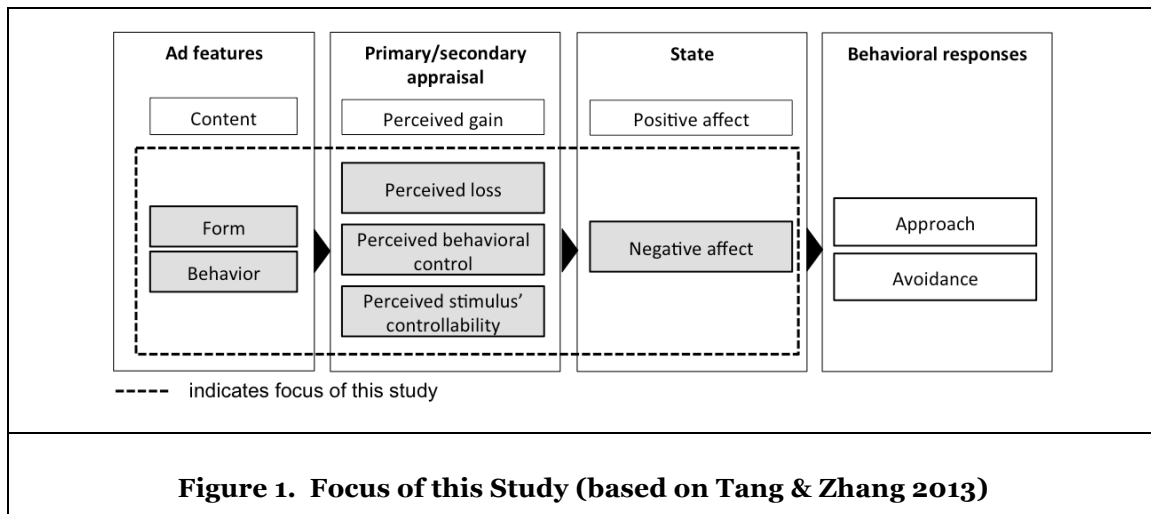 Ad features
Primary/secondary
appraisal
State
Behavioral responses
Content
Perceived gain
Positive affect
Form
Behavior
Perceived loss
Perceived behavioral
control
Perceived stimulus'
controllability
Negative affect
Approach
Avoidance
indicates focus of this study
Figure 1.  Focus of this Study (based on Tang & Zhang 2013)